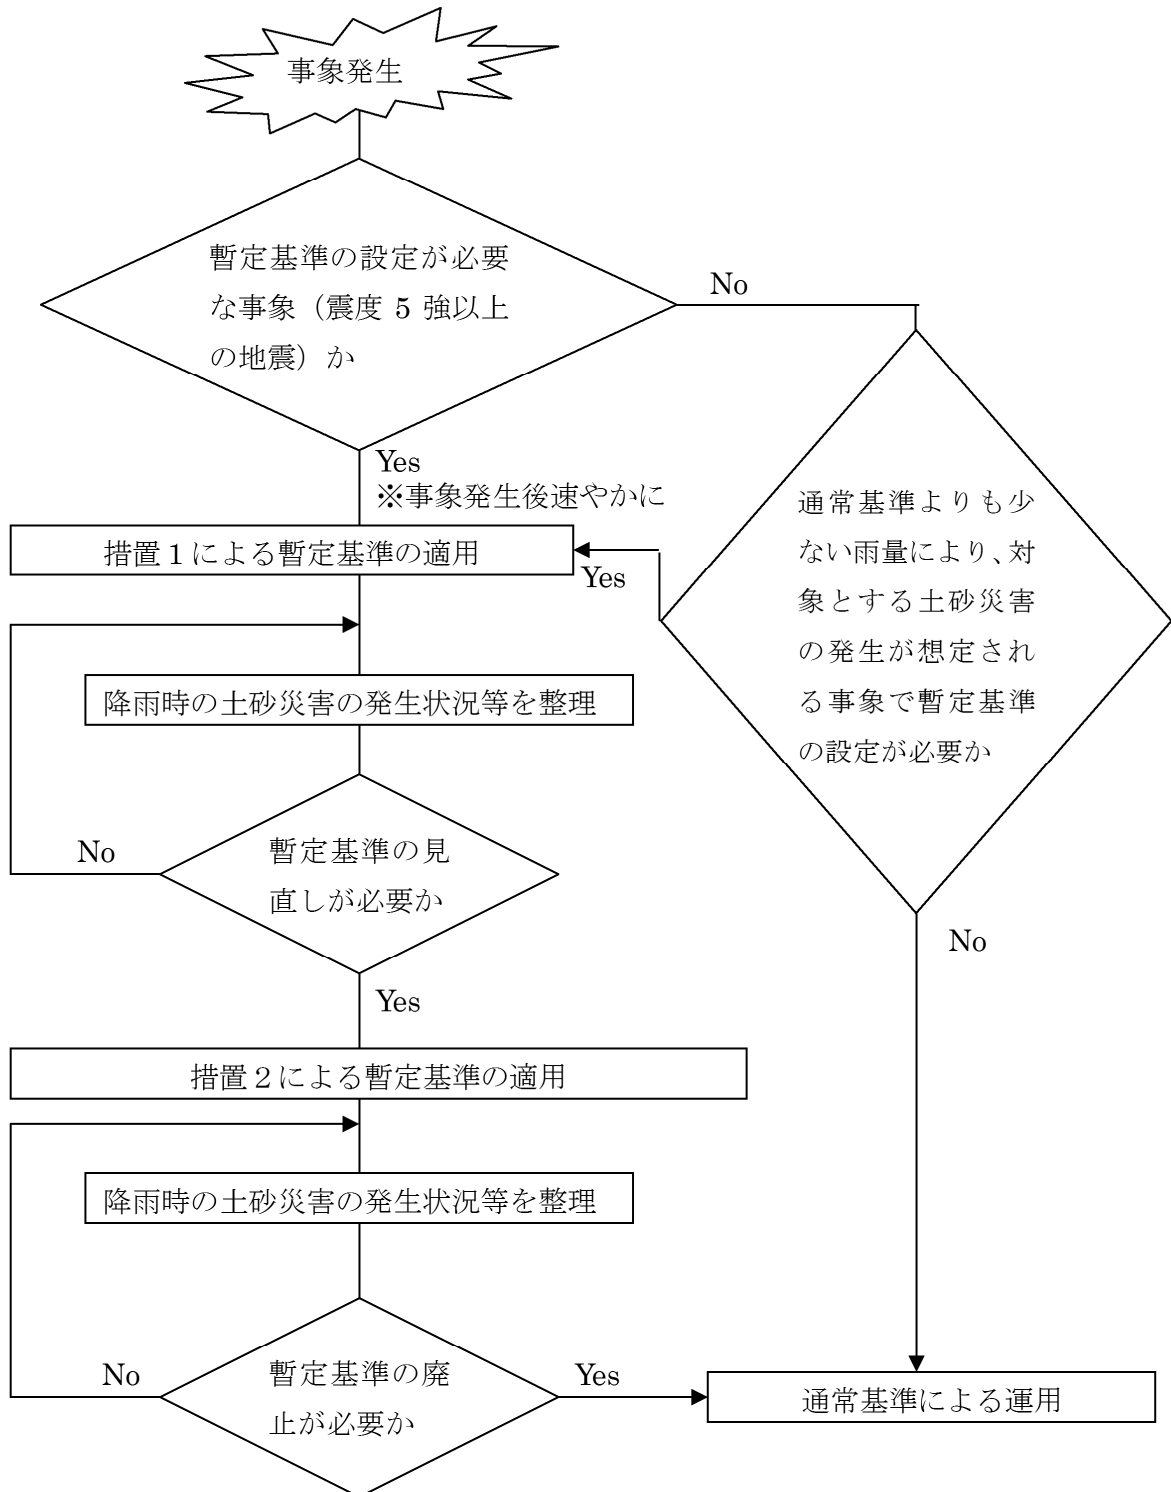 事象発生
暫定基準の設定が必要
な事象（震度 5 強以上
の地震）か
No
Yes
※事象発生後速やかに
措置１による暫定基準の適用
Yes
通常基準よりも少
ない雨量により、対
象とする土砂災害
の発生が想定され
る事象で暫定基準
の設定が必要か
降雨時の土砂災害の発生状況等を整理
暫定基準の見
直しが必要か
No
No
Yes
措置２による暫定基準の適用
降雨時の土砂災害の発生状況等を整理
暫定基準の廃
止が必要か
No
Yes
通常基準による運用